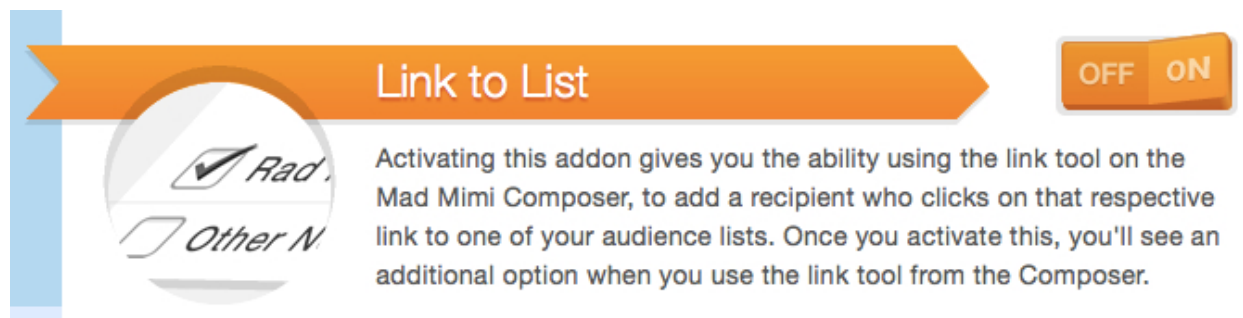 Link to List
OFF ON
Rad
Other N
Activating this addon gives you the ability using the link tool on the
Mad Mimi Composer, to add a recipient who clicks on that respective
link to one of your audience lists. Once you activate this, you'll see an
additional option when you use the link tool from the Composer.